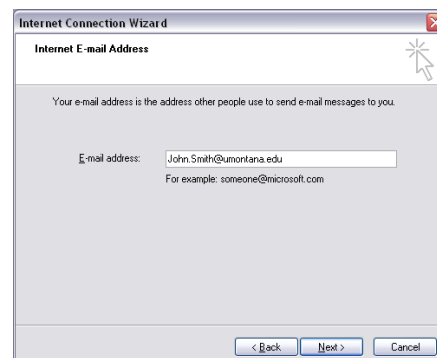 Internet Connection Wizard
Internet E-mail Address
Your e-mail address is the address other people use to send e-mail messages to you.
E-mail address: John.Smith@umontana.edu
For example: someone@microsoft.com
< Back Next > Cancel